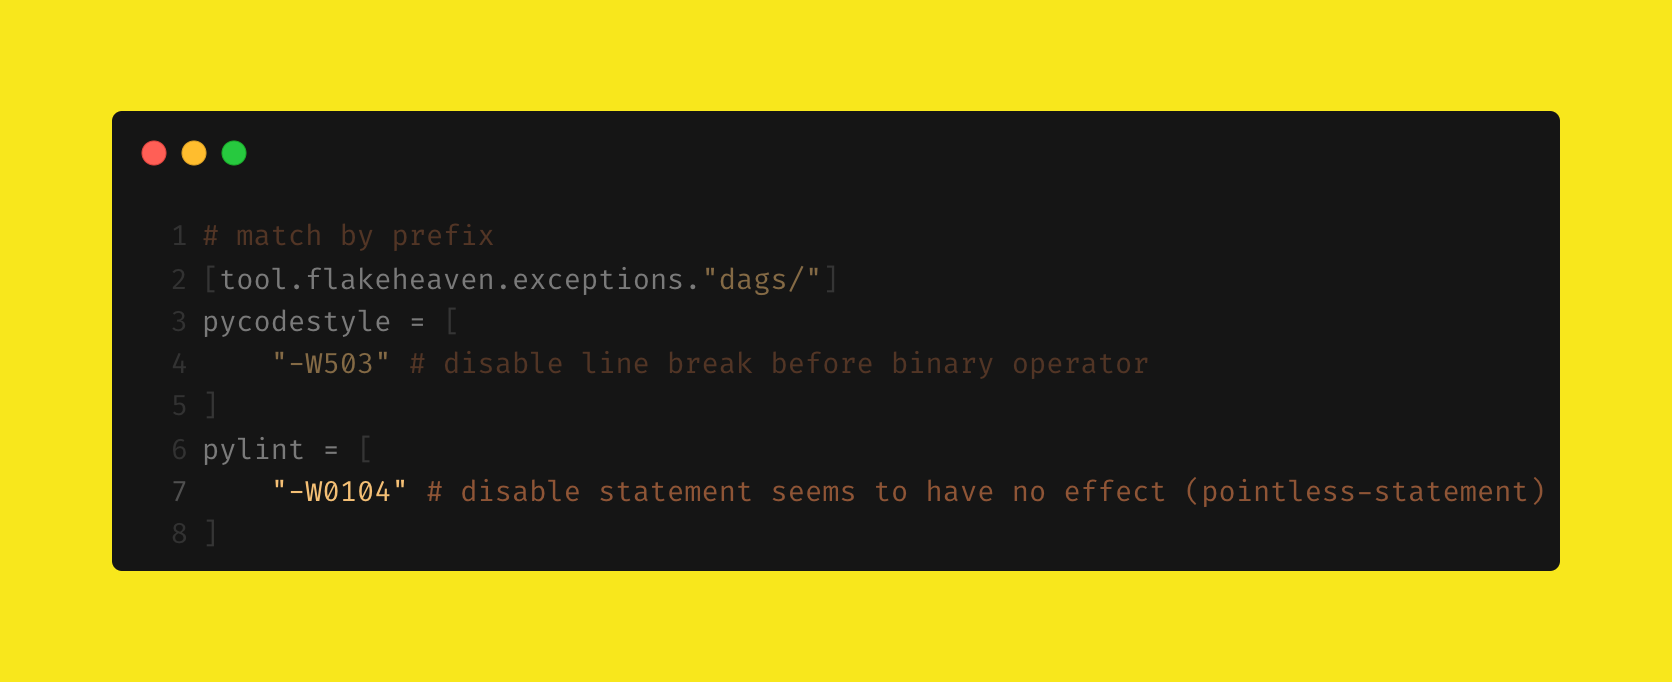 1 # match by prefix
2 [tool.flakeheaven.exceptions."dags/"]
3 pycodestyle = [
4     "-W503" # disable line break before binary operator
5 ]
6 pylint = [
7     "-W0104" # disable statement seems to have no effect (pointless-statement)
8 ]